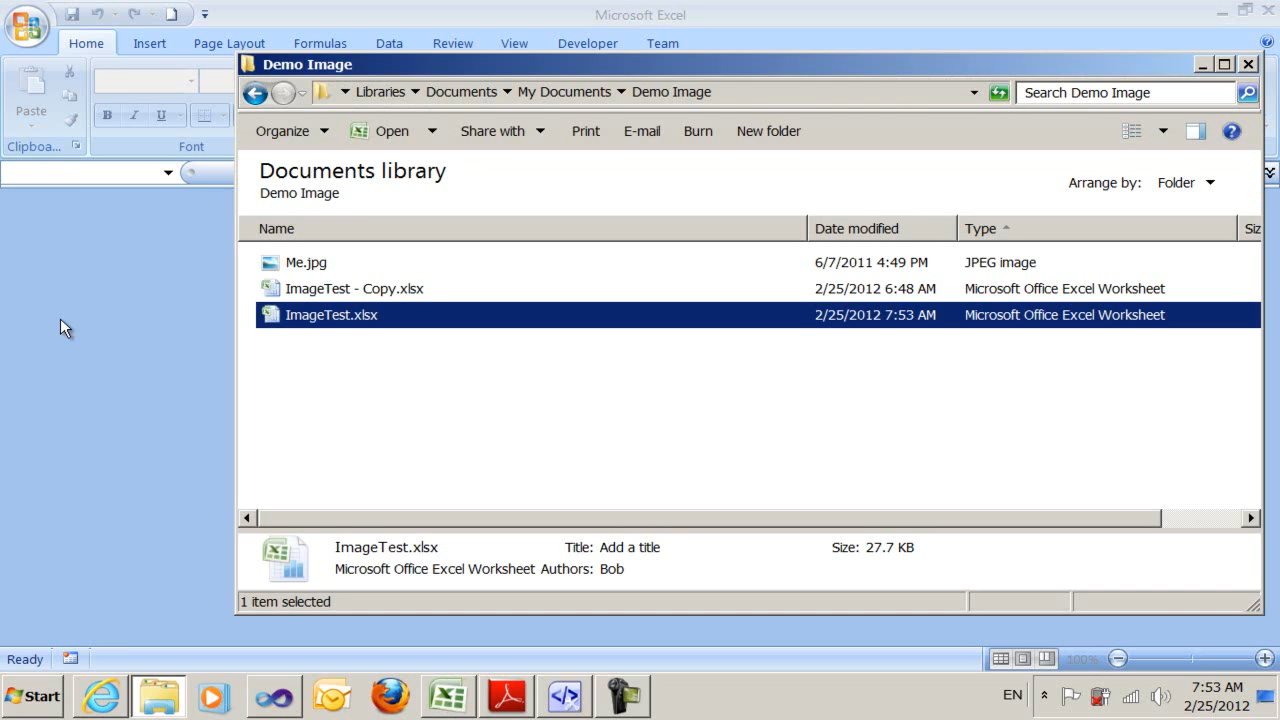 Microsoft Excel
Home Insert Page Layout Formulas Data Review View Developer Team
Paste
B I U
Clipboa... Font
Demo Image
Libraries Documents My Documents Demo Image Search Demo Image
Organize Open Share with Print E-mail Burn New folder
Documents library
Demo Image
Arrange by: Folder
Name Date modified Type Siz
Me.jpg 6/7/2011 4:49 PM JPEG image
ImageTest - Copy.xlsx 2/25/2012 6:48 AM Microsoft Office Excel Worksheet
ImageTest.xlsx 2/25/2012 7:53 AM Microsoft Office Excel Worksheet
ImageTest.xlsx Title: Add a title Size: 27.7 KB
Microsoft Office Excel Worksheet Authors: Bob
1 item selected
Ready 100%
Start EN 7:53 AM
2/25/2012